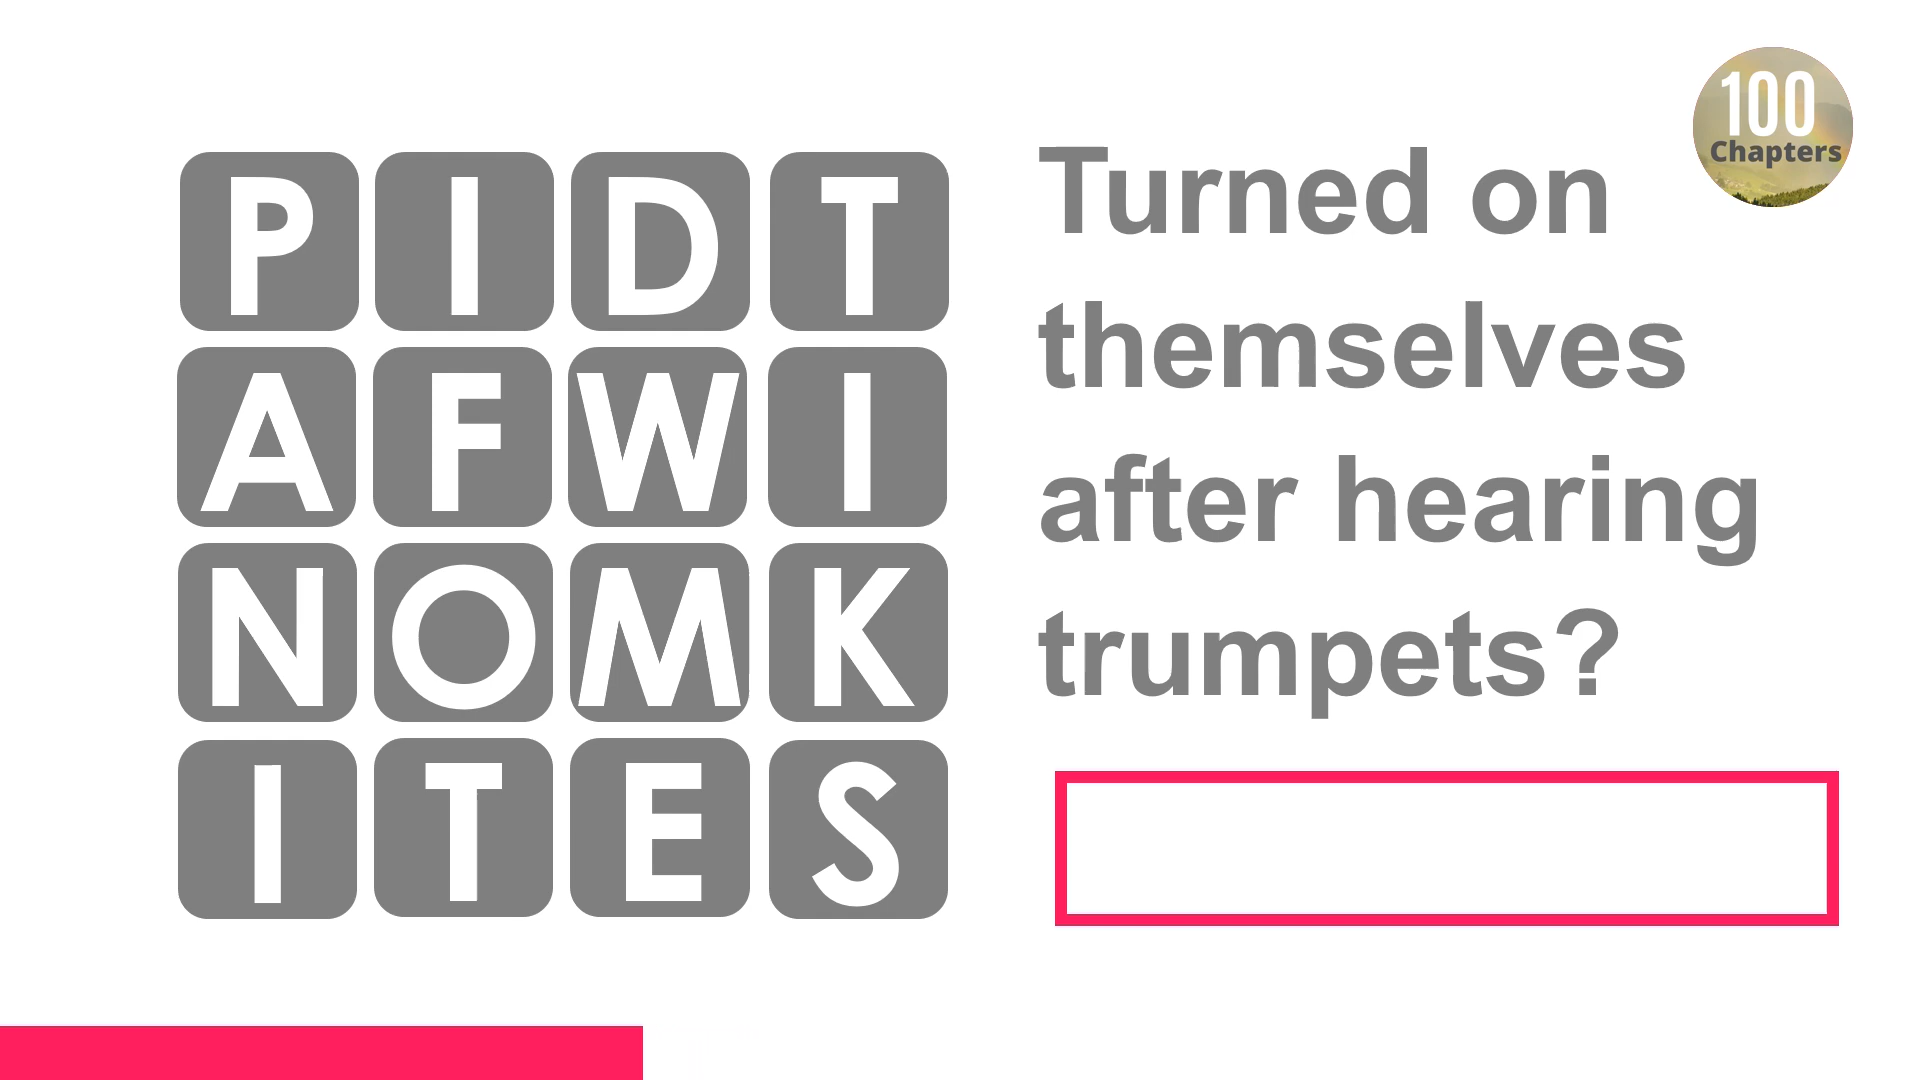 P I D T
A F W I
N O M K
I T E S
Turned on
themselves
after hearing
trumpets?
100
Chapters